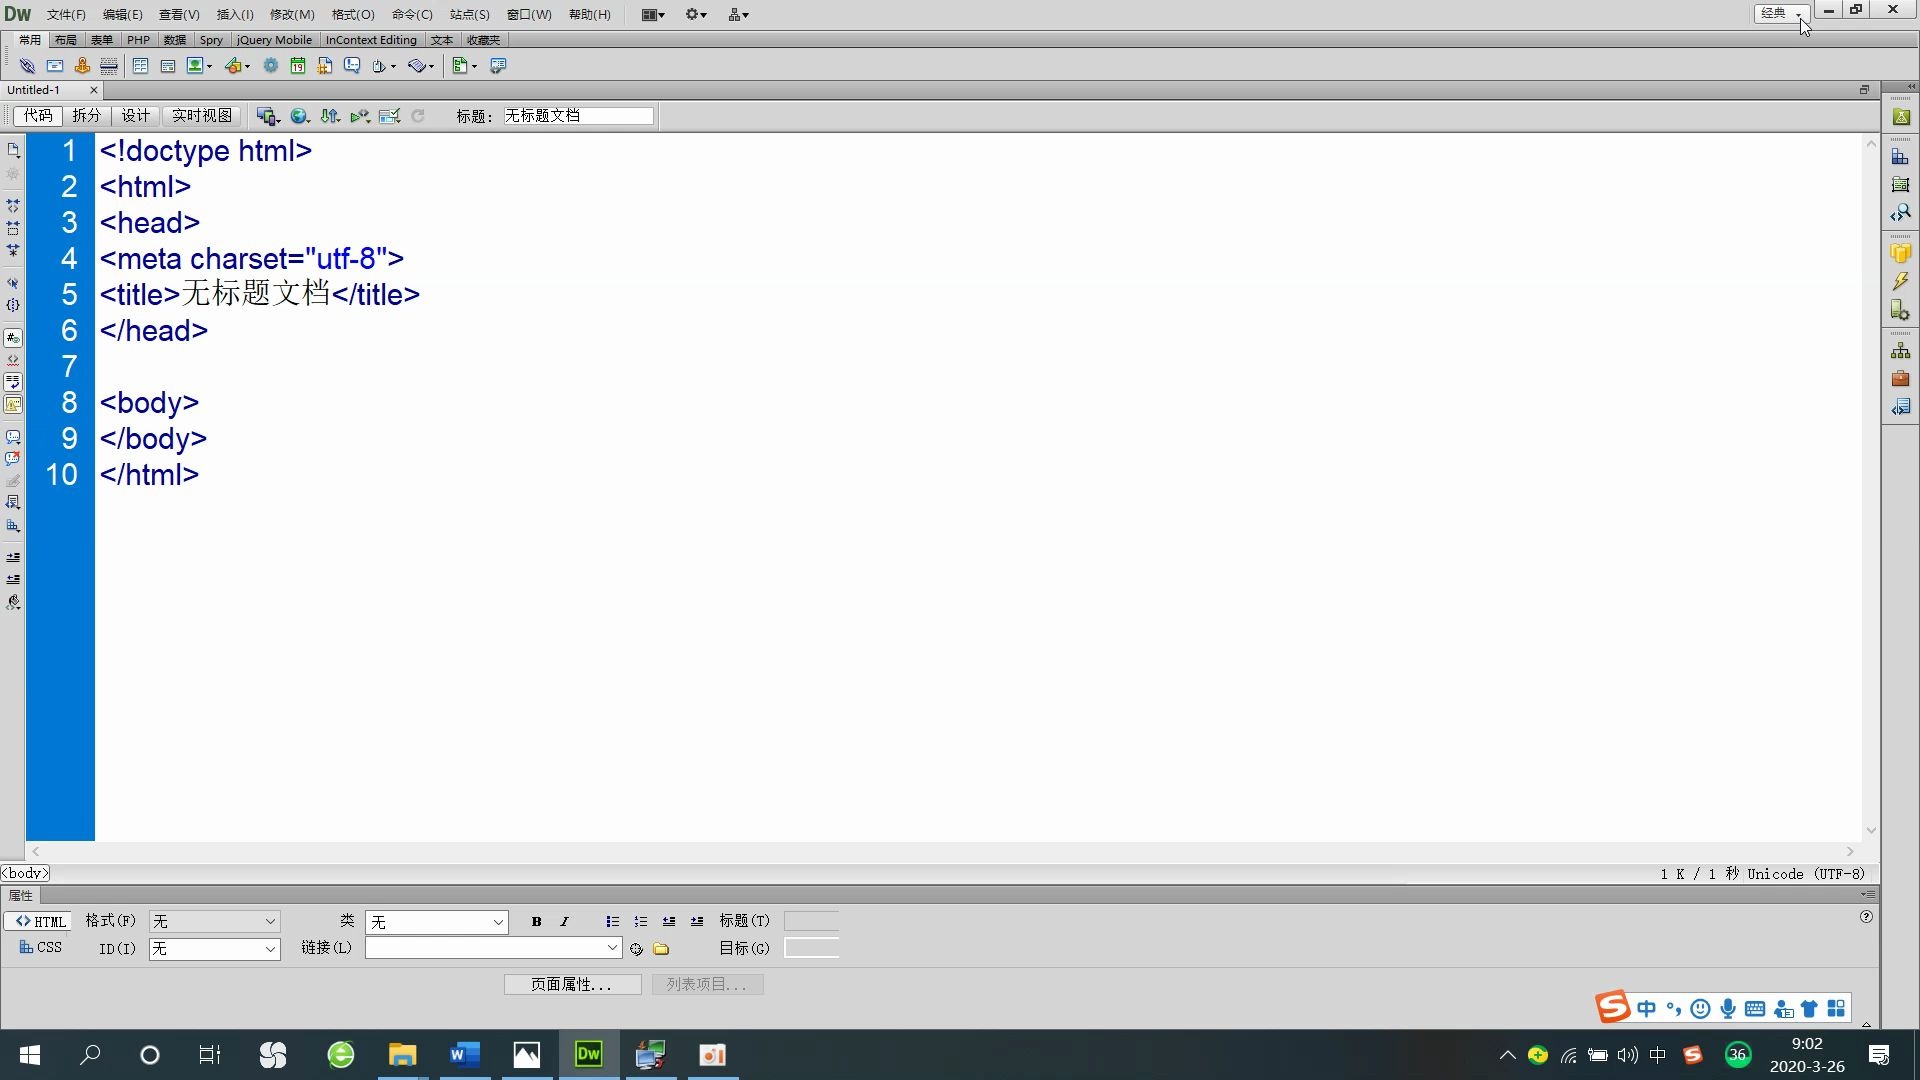 Dw 文件(F) 编辑(E) 查看(V) 插入(I) 修改(M) 格式(O) 命令(C) 站点(S) 窗口(W) 帮助(H) 经典
常用 布局 表单 PHP 数据 Spry jQuery Mobile InContext Editing 文本 收藏夹
19
Untitled-1
代码 拆分 设计 实时视图 标题: 无标题文档
1 <!doctype html>
2 <html>
3 <head>
4 <meta charset="utf-8">
5 <title>无标题文档</title>
6 </head>
7
8 <body>
9 </body>
10 </html>
<body> 1 K / 1 秒 Unicode (UTF-8)
属性
<> HTML 格式(F) 无 类 无 B I 标题(T)
CSS ID(I) 无 链接(L) 目标(G)
页面属性... 列表项目...
S 中
W Dw 中 S 36 9:02
2020-3-26